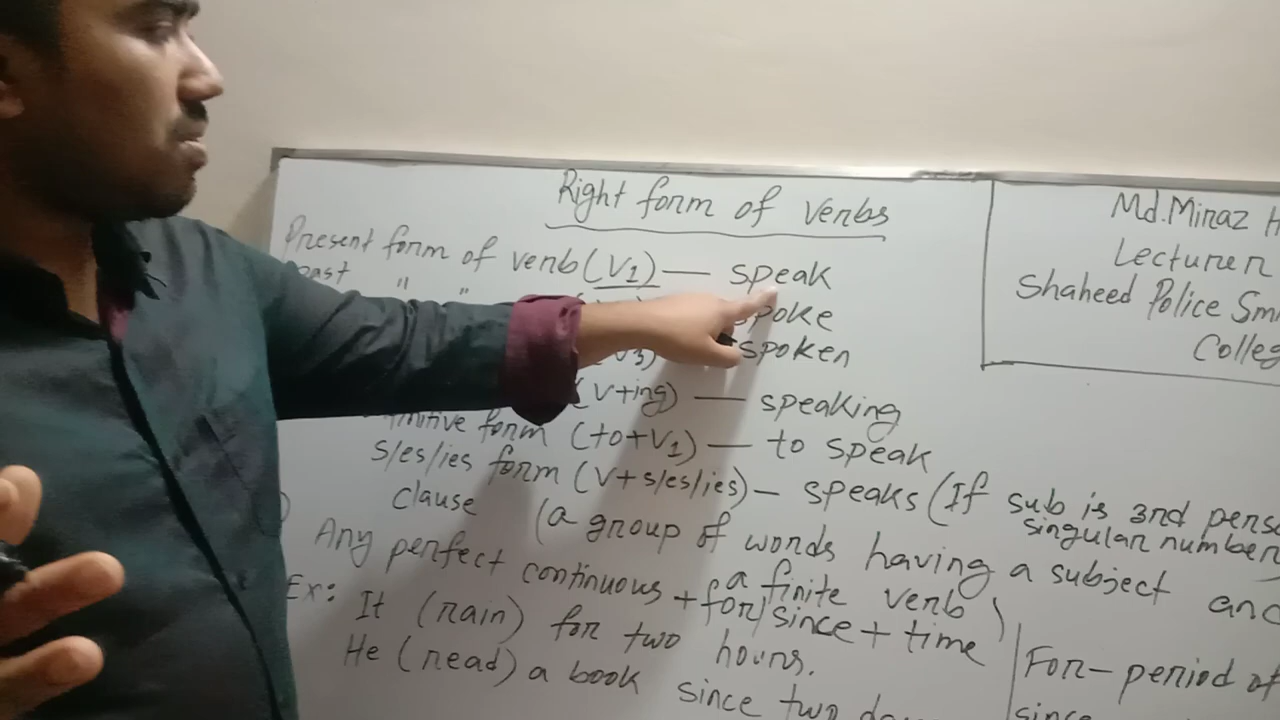 Right form of Verbs
Present form of verb (V1) — speak
Past " " spoke
(V3) spoken
(V+ing) — speaking
form (to+V1) — to speak
s/es/ies form (V+s/es/ies) — speaks (If sub is 3rd
singular number
clause (a group of words having a subject and
a finite verb)
Any perfect continuous + for/since + time
Ex: It (rain) for two hours.
He (read) a book since two
For - period of
since
Md. Miraz
Lecturer
Shaheed Police